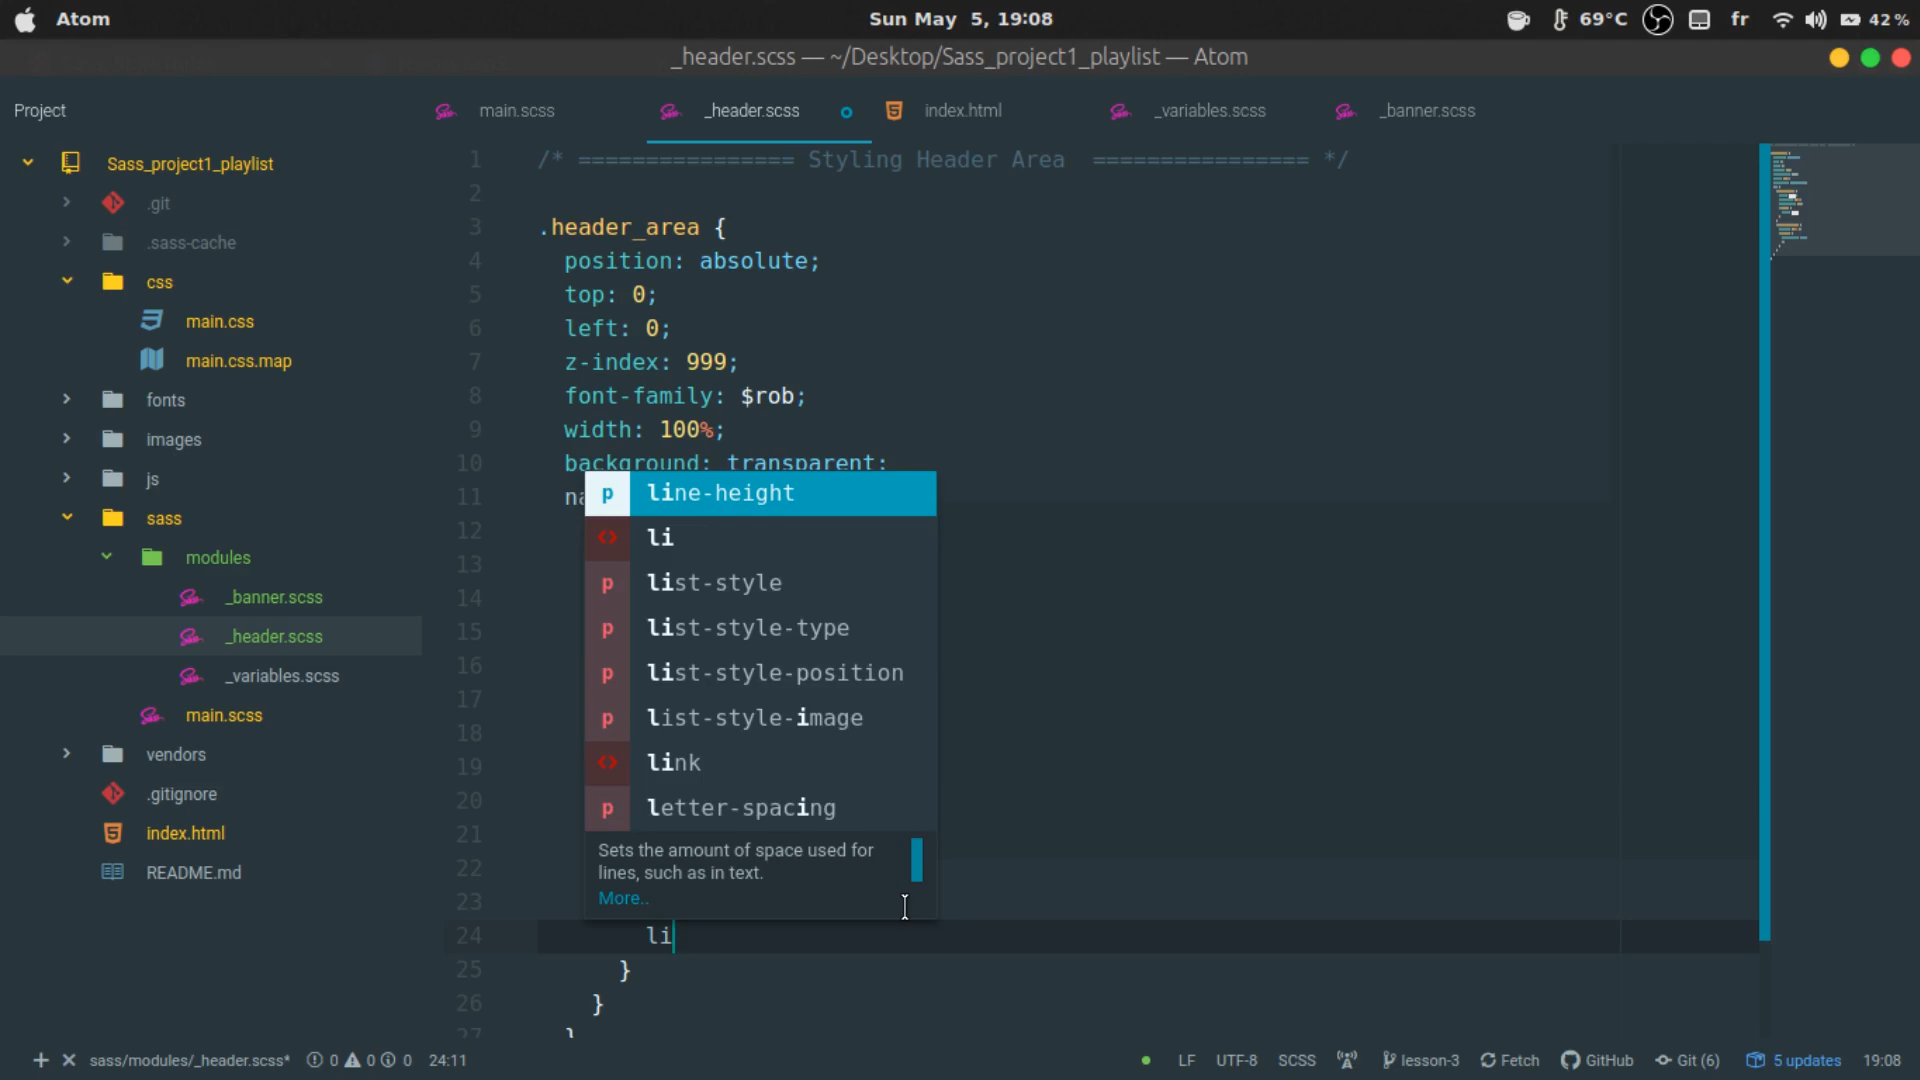 Atom
Sun May 5, 19:08
69°C
fr
42%
_header.scss — ~/Desktop/Sass_project1_playlist — Atom
Project
main.scss
_header.scss
index.html
_variables.scss
_banner.scss
Sass_project1_playlist
.git
.sass-cache
css
main.css
main.css.map
fonts
images
js
sass
modules
_banner.scss
_header.scss
_variables.scss
main.scss
vendors
.gitignore
index.html
README.md
1 /* ================ Styling Header Area ================ */
2
3 .header_area {
4 position: absolute;
5 top: 0;
6 left: 0;
7 z-index: 999;
8 font-family: $rob;
9 width: 100%;
10 background: transparent;
11 na
12
13
14
15
16
17
18
19
20
21
22
23
24 li
25 }
26 }
27 }
p line-height
<> li
p list-style
p list-style-type
p list-style-position
p list-style-image
<> link
p letter-spacing
Sets the amount of space used for
lines, such as in text.
More..
sass/modules/_header.scss* 0 0 0 24:11
LF UTF-8 SCSS lesson-3 Fetch GitHub Git (6) 5 updates 19:08